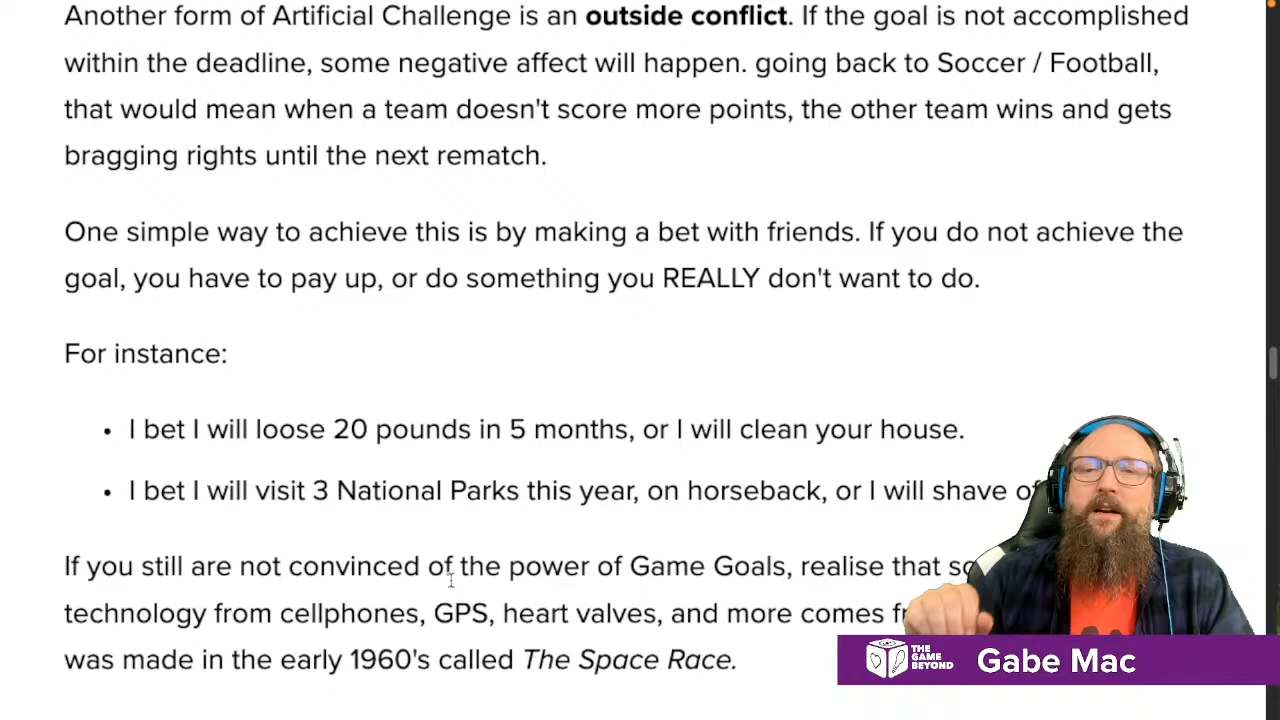 Another form of Artificial Challenge is an outside conflict. If the goal is not accomplished
within the deadline, some negative affect will happen. going back to Soccer / Football,
that would mean when a team doesn't score more points, the other team wins and gets
bragging rights until the next rematch.
One simple way to achieve this is by making a bet with friends. If you do not achieve the
goal, you have to pay up, or do something you REALLY don't want to do.
For instance:
• I bet I will loose 20 pounds in 5 months, or I will clean your house.
• I bet I will visit 3 National Parks this year, on horseback, or I will shave
If you still are not convinced of the power of Game Goals, realise that
technology from cellphones, GPS, heart valves, and more comes
was made in the early 1960's called The Space Race.
THE GAME BEYOND
Gabe Mac